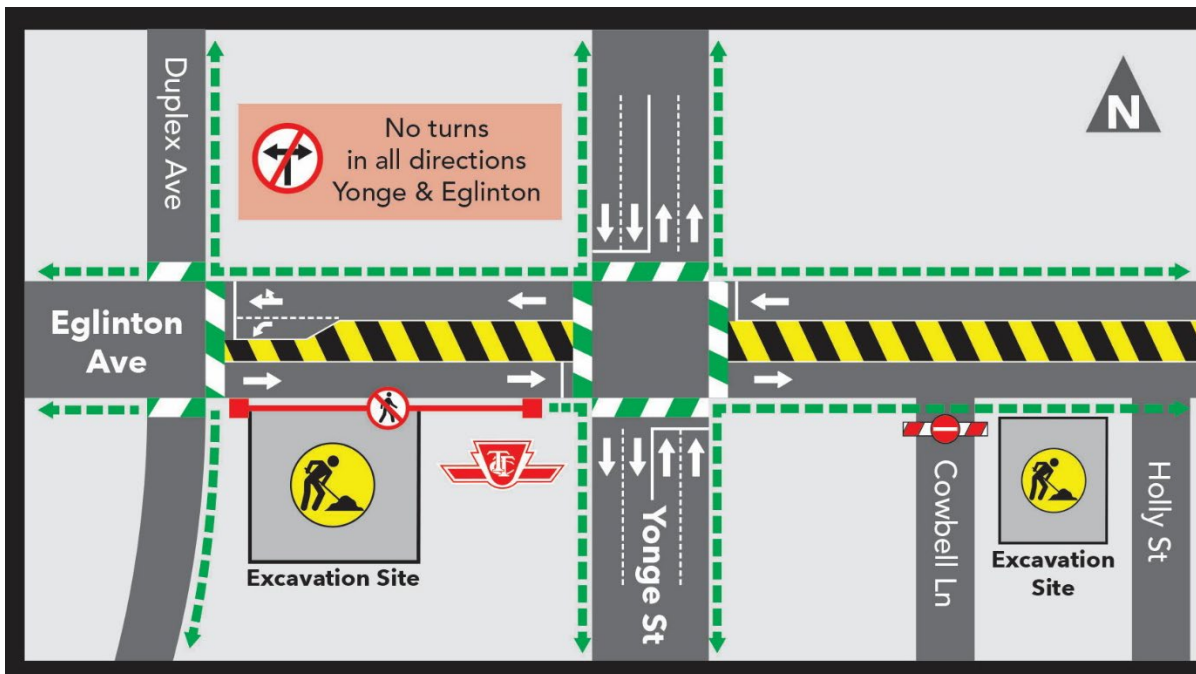 Duplex Ave
No turns
in all directions
Yonge & Eglinton
N
Eglinton
Ave
TTC
Excavation Site
Yonge St
Cowbell Ln
Excavation
Site
Holly St